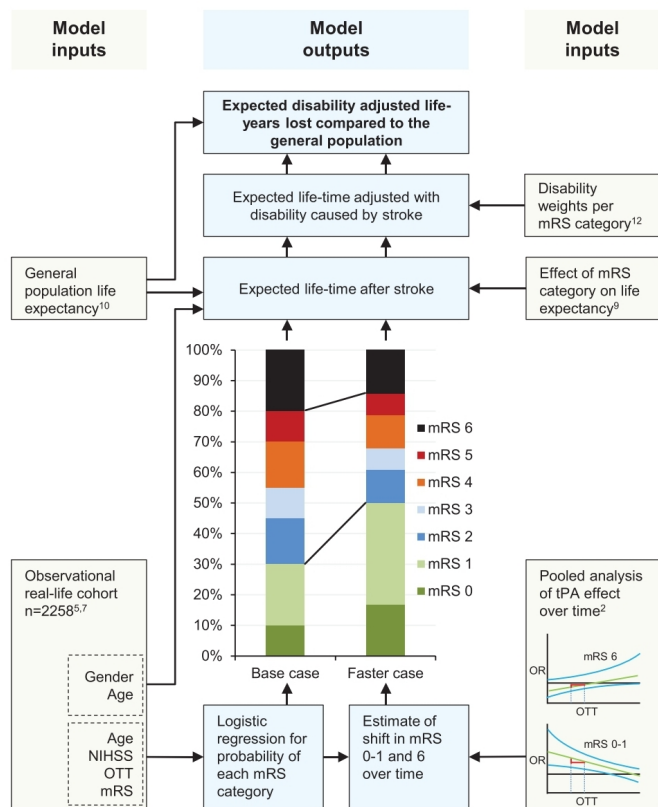 Model
inputs
Model
outputs
Model
inputs
Expected disability adjusted life-
years lost compared to the
general population
Expected life-time adjusted with
disability caused by stroke
Disability
weights per
mRS category¹²
General
population life
expectancy¹⁰
Expected life-time after stroke
Effect of mRS
category on life
expectancy⁹
100%
90%
80%
70%
60%
50%
40%
30%
20%
10%
0%
mRS 6
mRS 5
mRS 4
mRS 3
mRS 2
mRS 1
mRS 0
Base case
Faster case
Observational
real-life cohort
n=2258⁵,⁷
Gender
Age
Age
NIHSS
OTT
mRS
Logistic
regression for
probability of
each mRS
category
Estimate of
shift in mRS
0-1 and 6
over time
Pooled analysis
of tPA effect
over time²
mRS 6
OR
OTT
mRS 0-1
OR
OTT